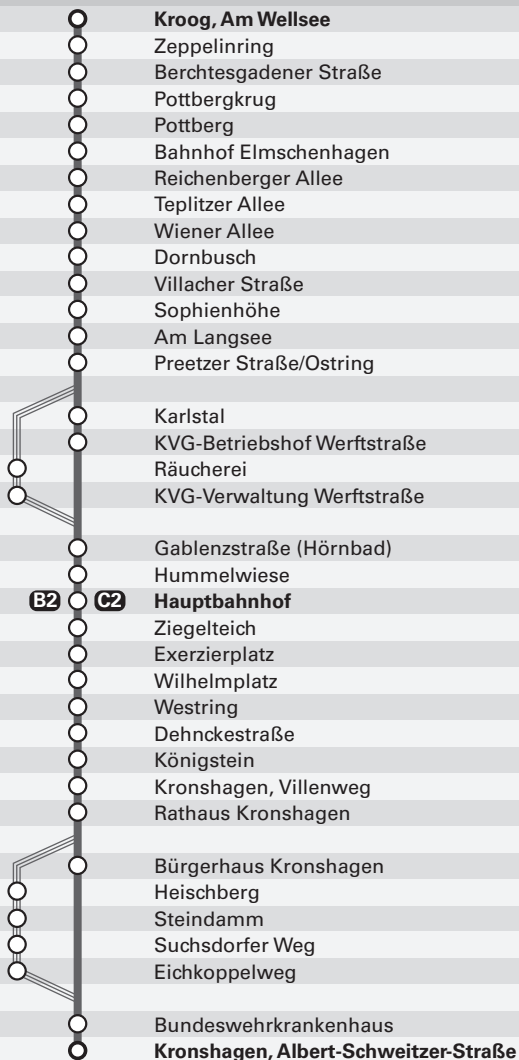 Kroog, Am Wellsee
Zeppelinring
Berchtesgadener Straße
Pottbergkrug
Pottberg
Bahnhof Elmschenhagen
Reichenberger Allee
Teplitzer Allee
Wiener Allee
Dornbusch
Villacher Straße
Sophienhöhe
Am Langsee
Preetzer Straße/Ostring
Karlstal
KVG-Betriebshof Werftstraße
Räucherei
KVG-Verwaltung Werftstraße
Gablenzstraße (Hörnbad)
Hummelwiese
B2 C2 Hauptbahnhof
Ziegelteich
Exerzierplatz
Wilhelmplatz
Westring
Dehnckestraße
Königstein
Kronshagen, Villenweg
Rathaus Kronshagen
Bürgerhaus Kronshagen
Heischberg
Steindamm
Suchsdorfer Weg
Eichkoppelweg
Bundeswehrkrankenhaus
Kronshagen, Albert-Schweitzer-Straße